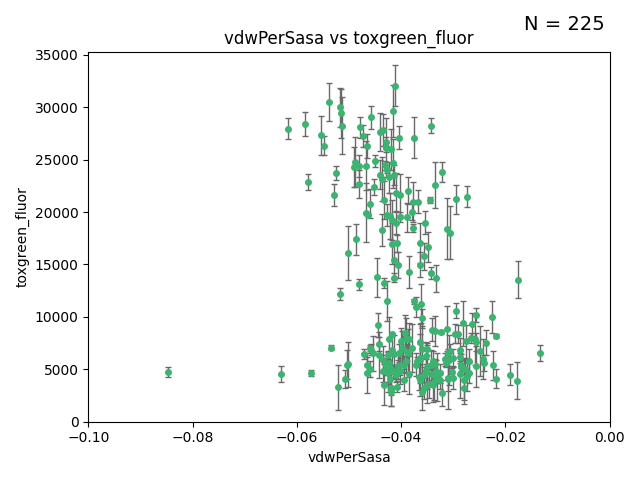 N = 225
vdwPerSasa vs toxgreen_fluor
35000
30000
25000
20000
15000
10000
5000
0
toxgreen_fluor
−0.10 −0.08 −0.06 −0.04 −0.02 0.00
vdwPerSasa